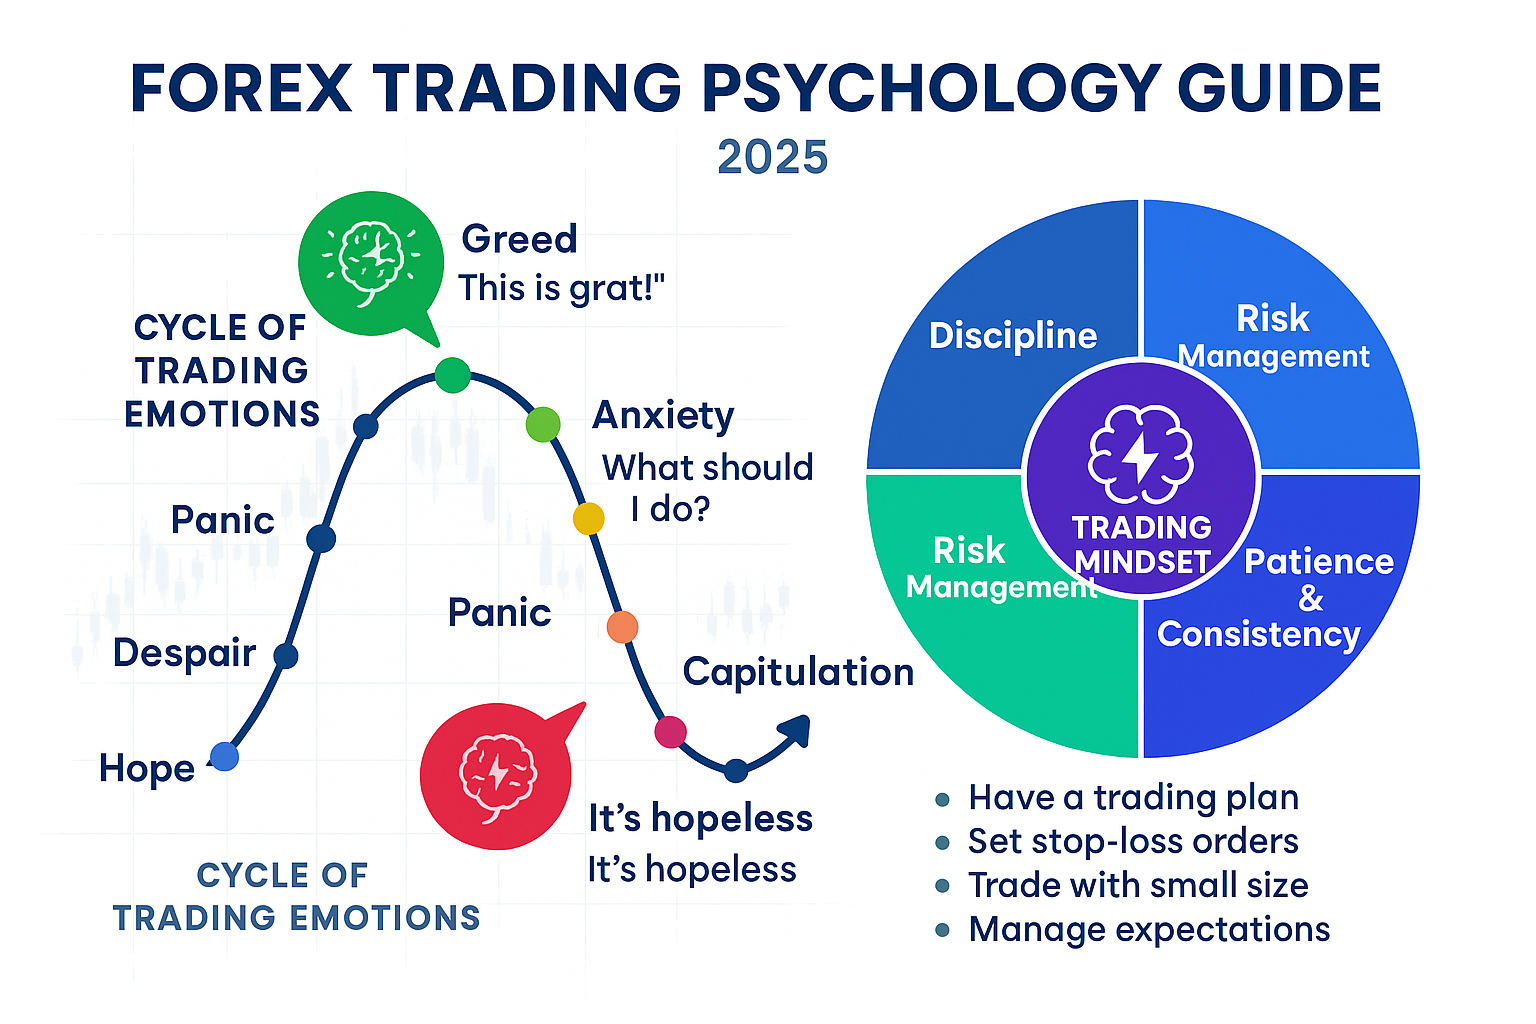 FOREX TRADING PSYCHOLOGY GUIDE
2025
Greed
This is grat!"
CYCLE OF
TRADING
EMOTIONS
Anxiety
What should
I do?
Panic
Panic
Despair
Capitulation
Hope
It's hopeless
It's hopeless
CYCLE OF
TRADING EMOTIONS
Discipline
Risk
Management
TRADING
MINDSET
Risk
Management
Patience
&
Consistency
• Have a trading plan
• Set stop-loss orders
• Trade with small size
• Manage expectations